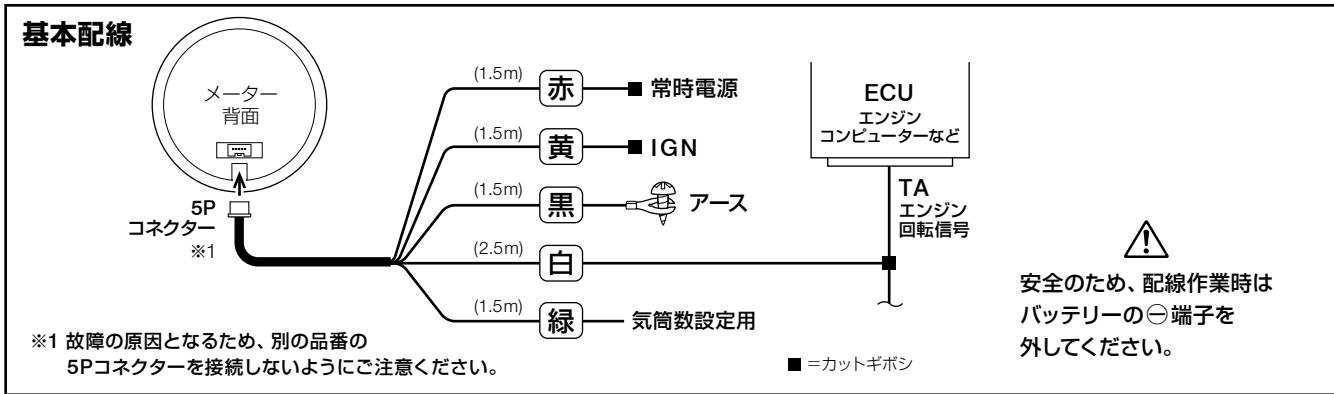 基本配線
メーター
背面
5P
コネクター
※1
(1.5m) 赤 常時電源
(1.5m) 黄 IGN
(1.5m) 黒 アース
(2.5m) 白
(1.5m) 緑 気筒数設定用
ECU
エンジン
コンピューターなど
TA
エンジン
回転信号
※1 故障の原因となるため、別の品番の
5Pコネクターを接続しないようにご注意ください。
■ =カットギボシ
安全のため、配線作業時は
バッテリーの⊖端子を
外してください。